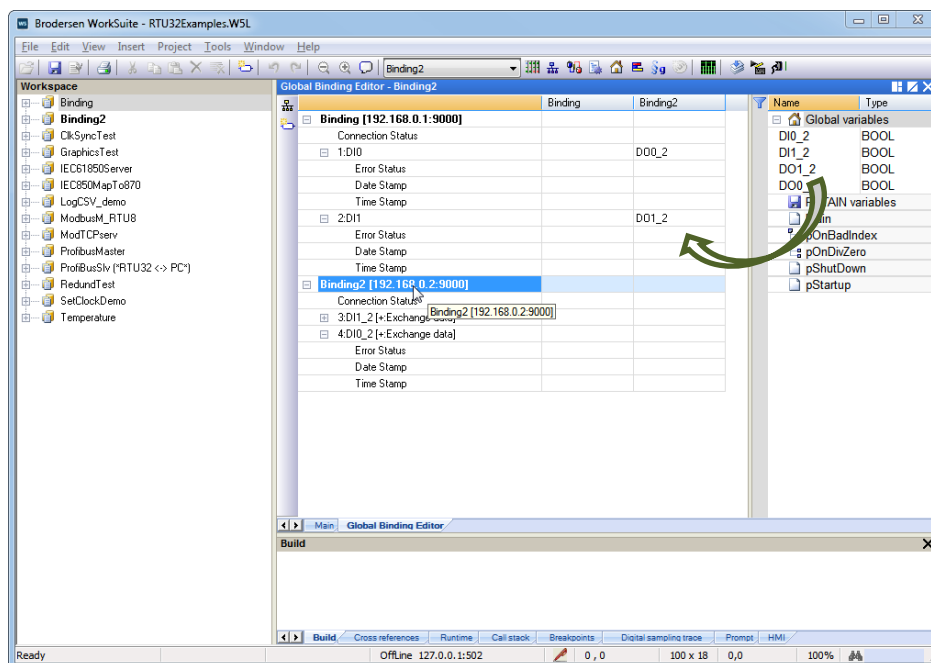 Brodersen WorkSuite - RTU32Examples.W5L
File Edit View Insert Project Tools Window Help
Binding2
Workspace
Binding
Binding2
ClkSyncTest
GraphicsTest
IEC61850Server
IEC850MapTo870
LogCSV_demo
ModbusM_RTU8
ModTCPserv
ProfibusMaster
ProfiBusSlv (*RTU32 <-> PC*)
RedundTest
SetClockDemo
Temperature
Global Binding Editor - Binding2
Binding Binding2
Binding [192.168.0.1:9000]
Connection Status
1:DI0 DO0_2
Error Status
Date Stamp
Time Stamp
2:DI1 DO1_2
Error Status
Date Stamp
Time Stamp
Binding2 [192.168.0.2:9000]
Connection Status
Binding2 [192.168.0.2:9000]
3:DI1_2 [+:Exchange data]
4:DI0_2 [+:Exchange data]
Error Status
Date Stamp
Time Stamp
Name Type
Global variables
DI0_2 BOOL
DI1_2 BOOL
DO1_2 BOOL
DO0_ BOOL
variables
pOnBadIndex
pOnDivZero
pShutDown
pStartup
Main Global Binding Editor
Build
Build Cross references Runtime Call stack Breakpoints Digital sampling trace Prompt HMI
Ready OffLine 127.0.0.1:502 0 , 0 100 x 18 0,0 100%